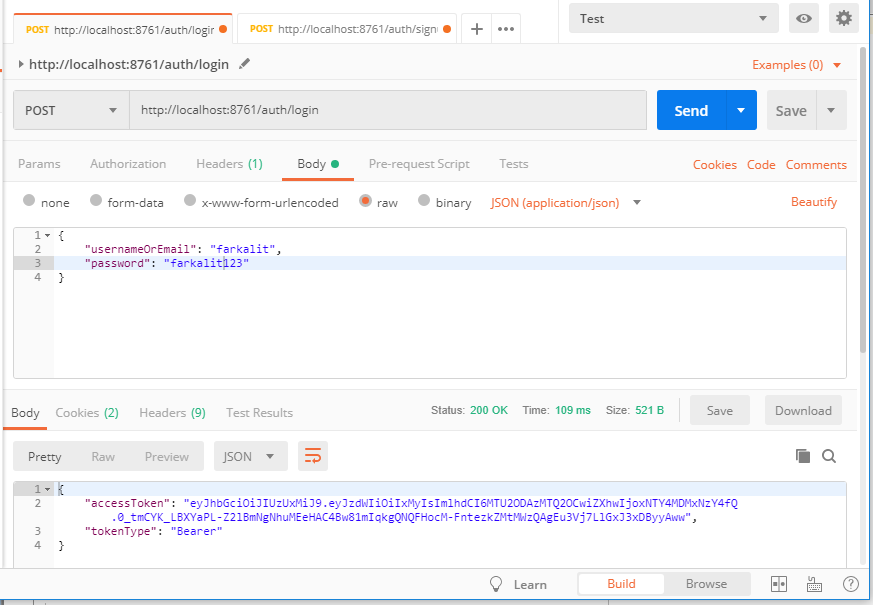 POST http://localhost:8761/auth/login POST http://localhost:8761/auth/sign + ••• Test
http://localhost:8761/auth/login Examples (0)
POST http://localhost:8761/auth/login Send Save
Params Authorization Headers (1) Body Pre-request Script Tests Cookies Code Comments
none form-data x-www-form-urlencoded raw binary JSON (application/json) Beautify
1 {
2 "usernameOrEmail": "farkalit",
3 "password": "farkalit123"
4 }
Body Cookies (2) Headers (9) Test Results Status: 200 OK Time: 109 ms Size: 521 B Save Download
Pretty Raw Preview JSON
1 {
2 "accessToken": "eyJhbGciOiJIUzUxMiJ9.eyJzdWIiOiIxMyIsImlhdCI6MTU2ODAzMTQ2OCwiZXhwIjoxNTY4MDMxNzY4fQ
.0_tmCYK_LBXYaPL-Z2lBmNgNhuMEeHAC4Bw81mIqkgQNQFHocM-FntezkZMtMWzQAgEu3Vj7LlGxJ3xDByyAww",
3 "tokenType": "Bearer"
4 }
Learn Build Browse